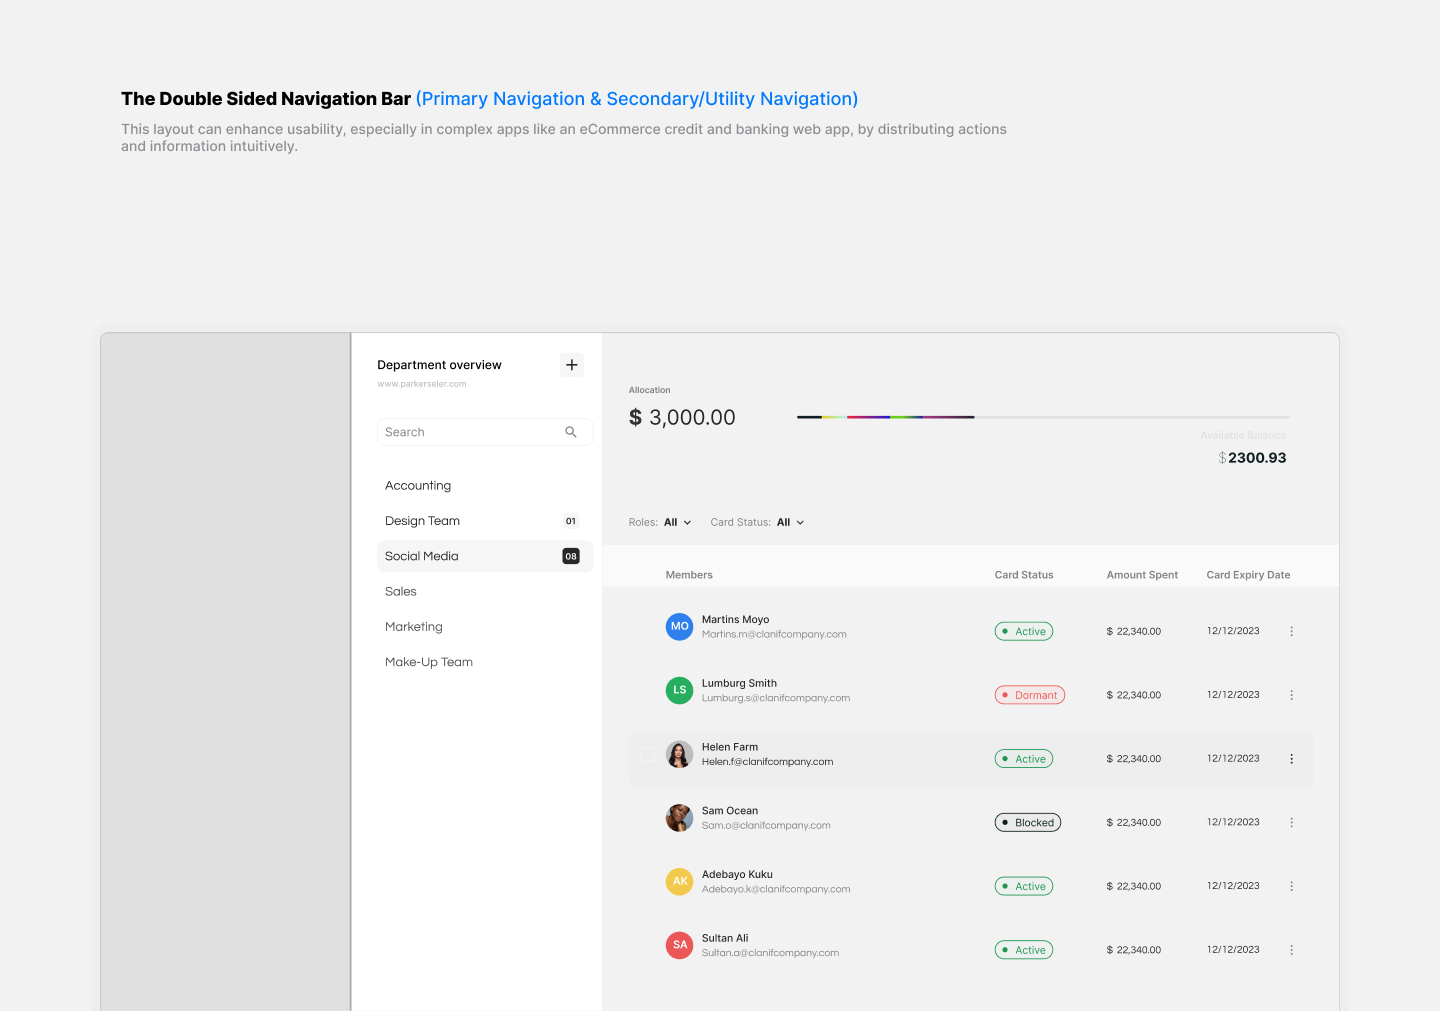 The Double Sided Navigation Bar (Primary Navigation & Secondary/Utility Navigation)
This layout can enhance usability, especially in complex apps like an eCommerce credit and banking web app, by distributing actions
and information intuitively.
Department overview
www.parkerseler.com
Search
Accounting
Design Team 01
Social Media 08
Sales
Marketing
Make-Up Team
Allocation
$ 3,000.00
Available Balance
$2300.93
Roles: All Card Status: All
Members Card Status Amount Spent Card Expiry Date
MO Martins Moyo
Martins.m@clanifcompany.com
Active $ 22,340.00 12/12/2023
LS Lumburg Smith
Lumburg.s@clanifcompany.com
Dormant $ 22,340.00 12/12/2023
Helen Farm
Helen.f@clanifcompany.com
Active $ 22,340.00 12/12/2023
Sam Ocean
Sam.o@clanifcompany.com
Blocked $ 22,340.00 12/12/2023
AK Adebayo Kuku
Adebayo.k@clanifcompany.com
Active $ 22,340.00 12/12/2023
SA Sultan Ali
Sultan.a@clanifcompany.com
Active $ 22,340.00 12/12/2023